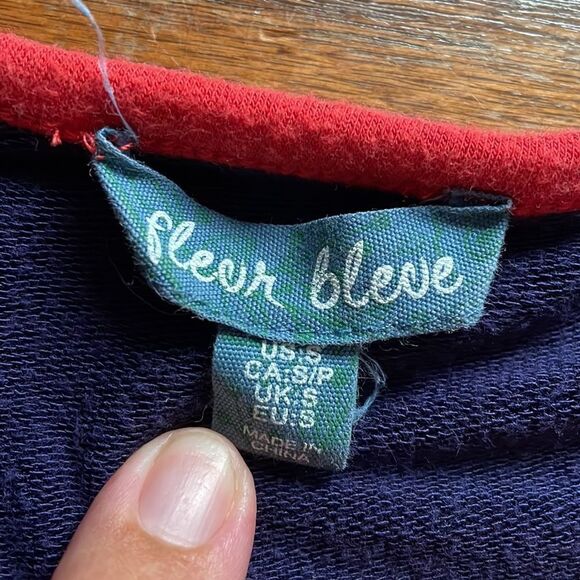 fleur bleue
US:S
CA:S/P
UK:S
EU:S
MADE IN
CHINA